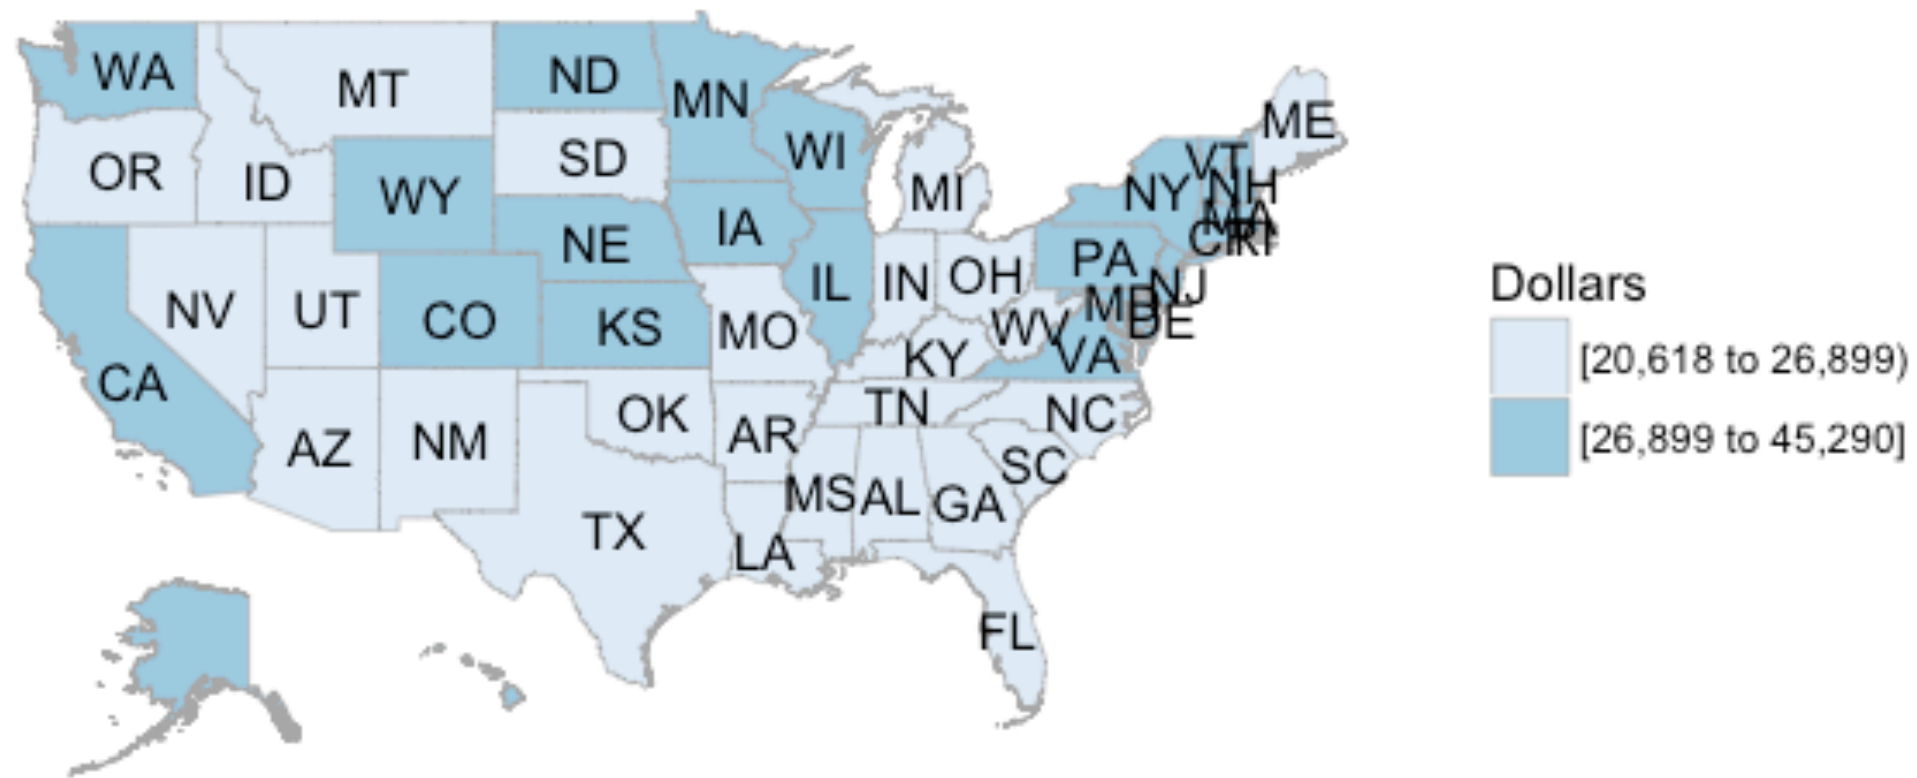 WA
MT
ND
MN
OR
ID
WY
SD
WI
MI
ME
VT
NH
NY
MA
CT
RI
NE
IA
IL
IN
OH
PA
NJ
MD
DE
NV
UT
CO
KS
MO
KY
WV
VA
CA
AZ
NM
OK
AR
TN
NC
TX
LA
MS
AL
GA
SC
FL
Dollars
[20,618 to 26,899)
[26,899 to 45,290]